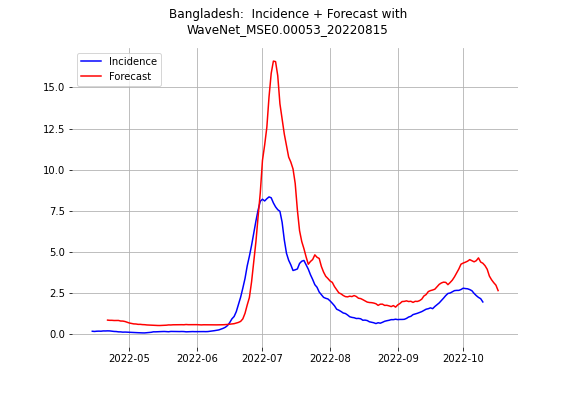 Bangladesh:  Incidence + Forecast with
WaveNet_MSE0.00053_20220815
Incidence
Forecast
15.0
12.5
10.0
7.5
5.0
2.5
0.0
2022-05 2022-06 2022-07 2022-08 2022-09 2022-10